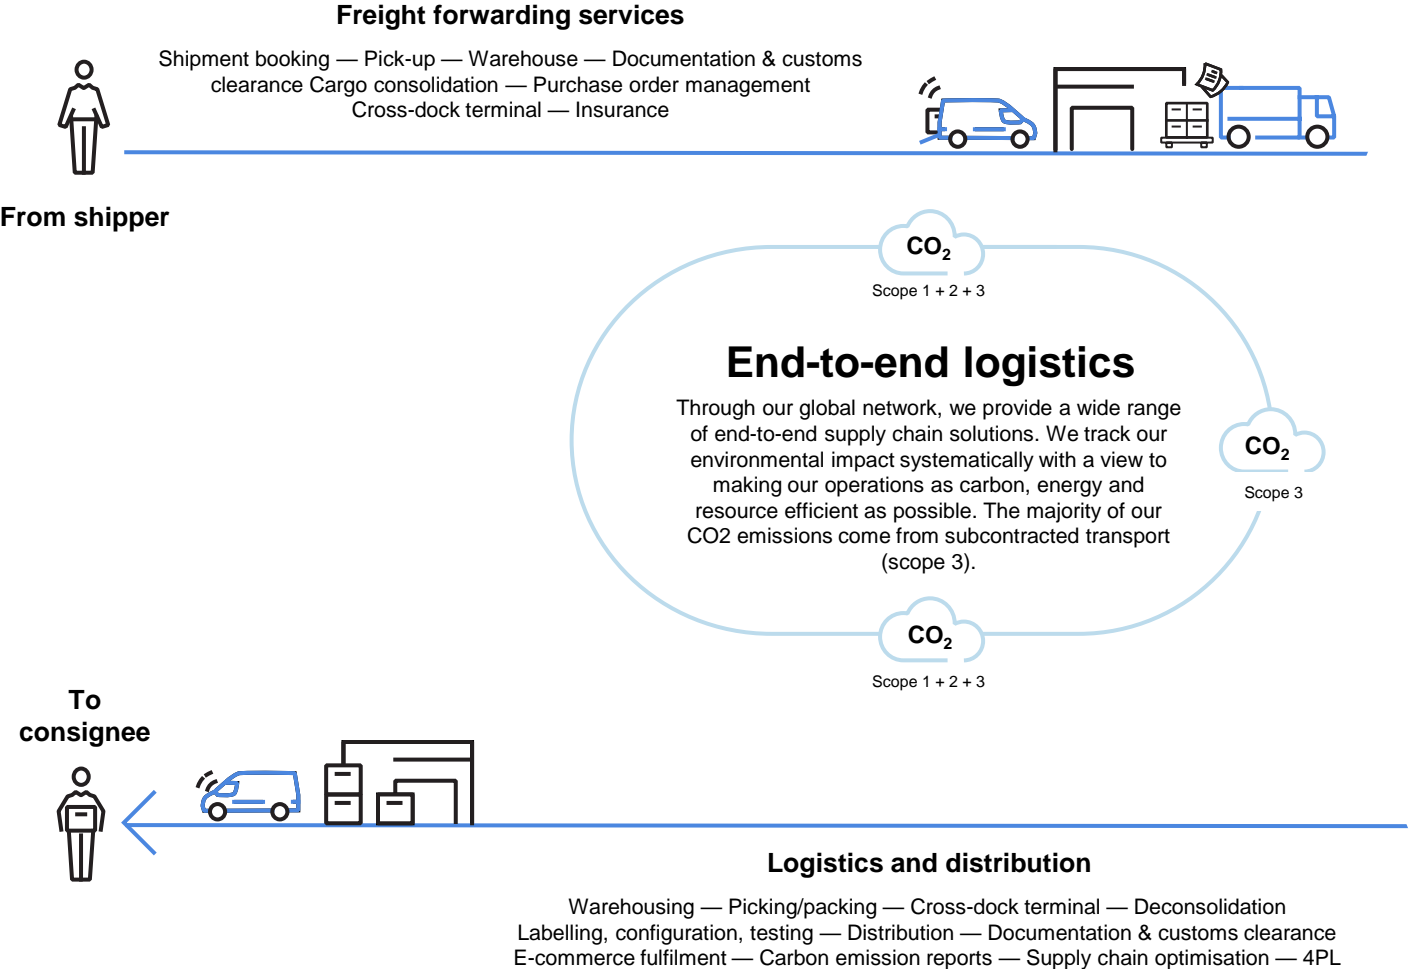 Freight forwarding services
Shipment booking — Pick-up — Warehouse — Documentation & customs
clearance Cargo consolidation — Purchase order management
Cross-dock terminal — Insurance
From shipper
CO₂
Scope 1 + 2 + 3
End-to-end logistics
Through our global network, we provide a wide range
of end-to-end supply chain solutions. We track our
environmental impact systematically with a view to
making our operations as carbon, energy and
resource efficient as possible. The majority of our
CO2 emissions come from subcontracted transport
(scope 3).
CO₂
Scope 3
CO₂
Scope 1 + 2 + 3
To
consignee
Logistics and distribution
Warehousing — Picking/packing — Cross-dock terminal — Deconsolidation
Labelling, configuration, testing — Distribution — Documentation & customs clearance
E-commerce fulfilment — Carbon emission reports — Supply chain optimisation — 4PL